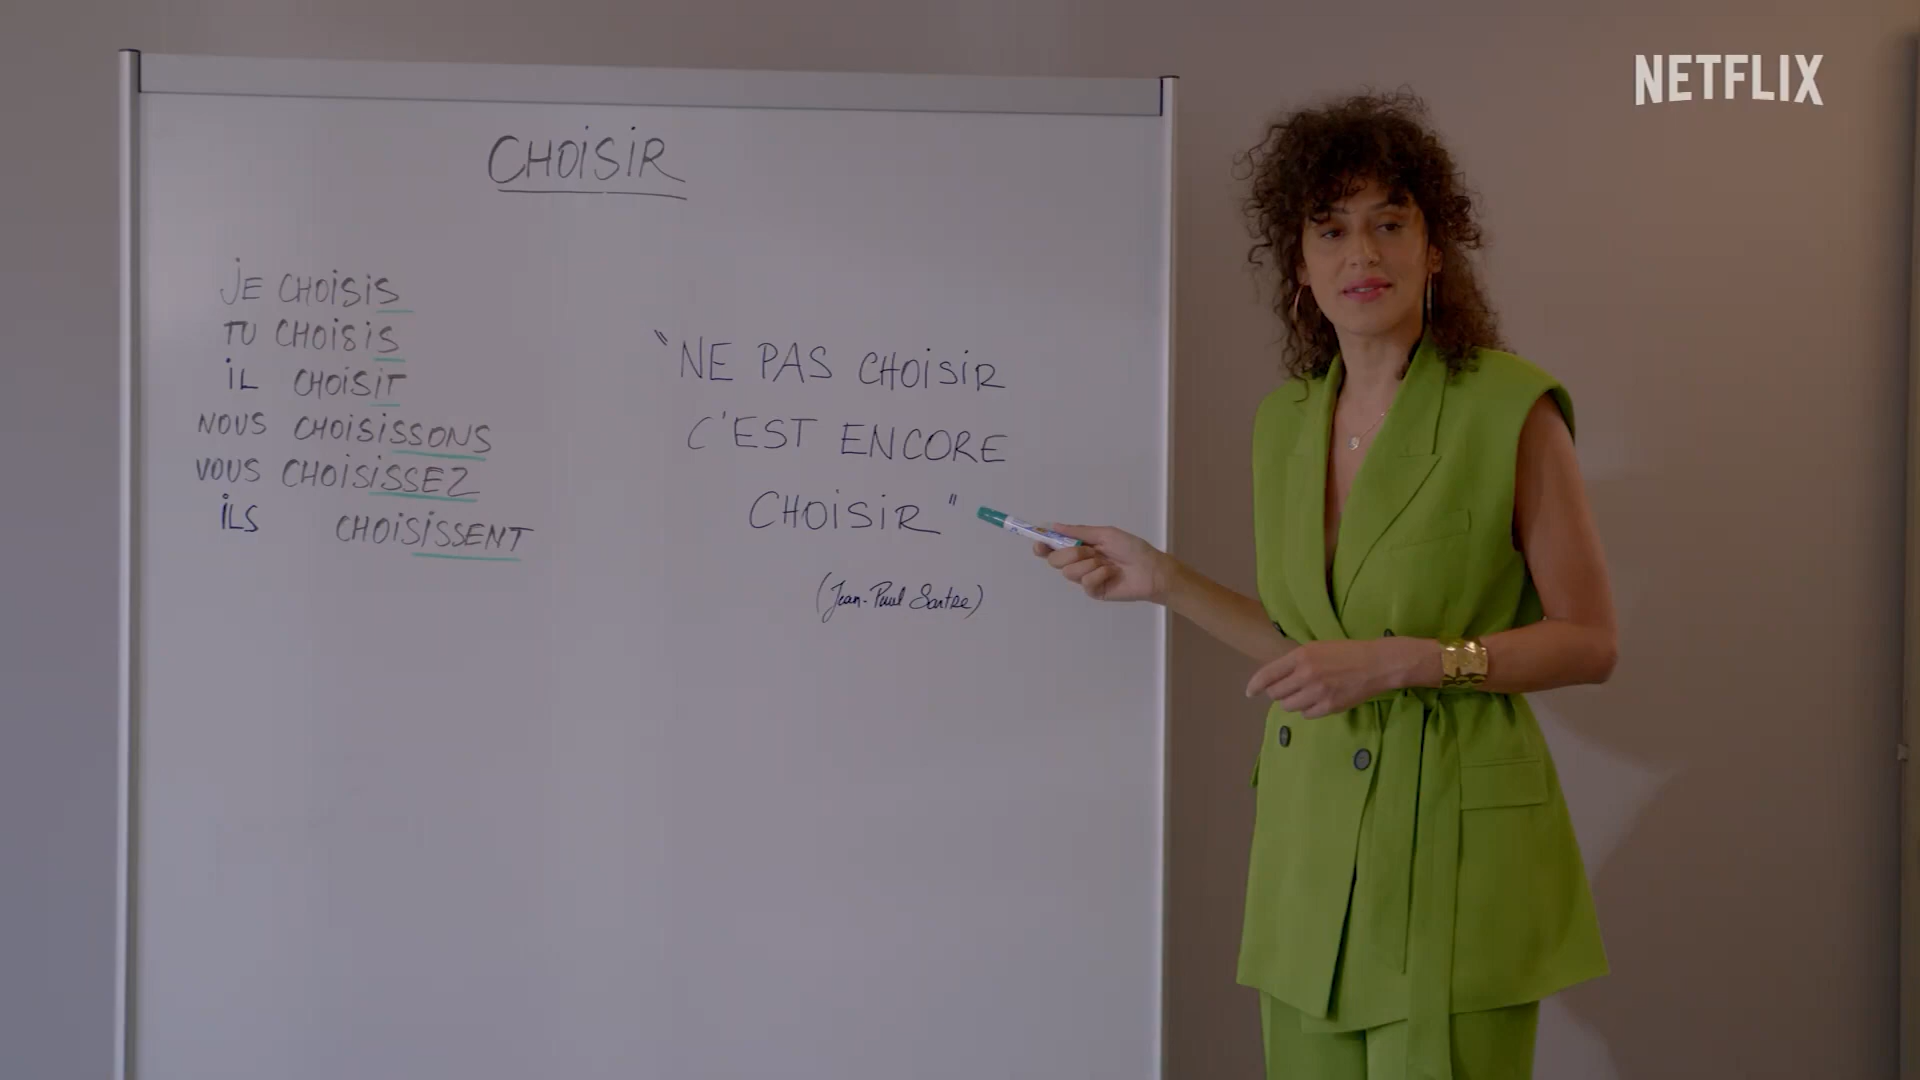 NETFLIX
CHOISIR
JE CHOISIS
TU CHOISIS
IL CHOISIT
NOUS CHOISISSONS
VOUS CHOISISSEZ
ILS CHOISISSENT
"NE PAS CHOISIR
C'EST ENCORE
CHOISIR"
(Jean-Paul Sartre)